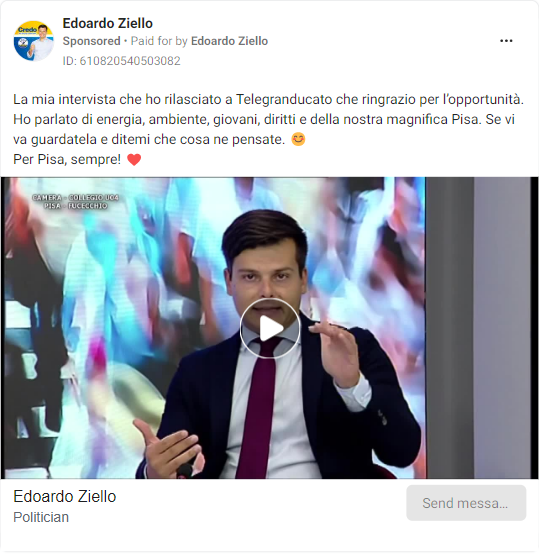 Edoardo Ziello
Sponsored • Paid for by Edoardo Ziello
ID: 610820540503082
La mia intervista che ho rilasciato a Telegranducato che ringrazio per l'opportunità.
Ho parlato di energia, ambiente, giovani, diritti e della nostra magnifica Pisa. Se vi
va guardatela e ditemi che cosa ne pensate. 😊
Per Pisa, sempre! ❤️
CAMERA - COLLEGIO U04
PISA - FUCECCHIO
Edoardo Ziello
Politician
Send messa...